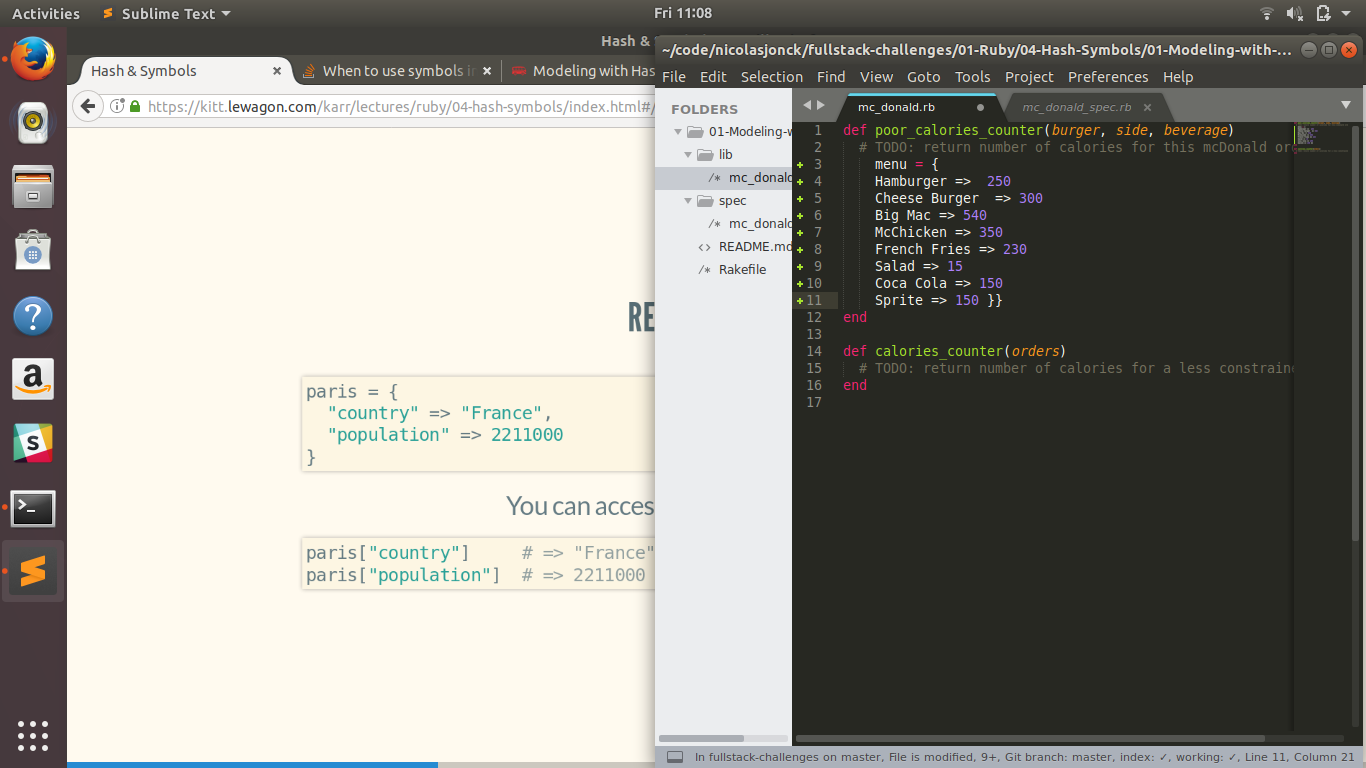 Activities
Sublime Text
Fri 11:08
Hash &
Hash & Symbols
When to use symbols i
Modeling with Has
https://kitt.lewagon.com/karr/lectures/ruby/04-hash-symbols/index.html#/
RE
paris = {
"country" => "France",
"population" => 2211000
}
You can acces
paris["country"] # => "France"
paris["population"] # => 2211000
~/code/nicolasjonck/fullstack-challenges/01-Ruby/04-Hash-Symbols/01-Modeling-with-...
File Edit Selection Find View Goto Tools Project Preferences Help
FOLDERS
01-Modeling-w
lib
/* mc_donald
spec
/* mc_donald
<> README.md
/* Rakefile
mc_donald.rb
mc_donald_spec.rb
1 def poor_calories_counter(burger, side, beverage)
2 # TODO: return number of calories for this mcDonald or
3 menu = {
4 Hamburger => 250
5 Cheese Burger => 300
6 Big Mac => 540
7 McChicken => 350
8 French Fries => 230
9 Salad => 15
10 Coca Cola => 150
11 Sprite => 150 }}
12 end
13
14 def calories_counter(orders)
15 # TODO: return number of calories for a less constraine
16 end
17
In fullstack-challenges on master, File is modified, 9+, Git branch: master, index: ✓, working: ✓, Line 11, Column 21